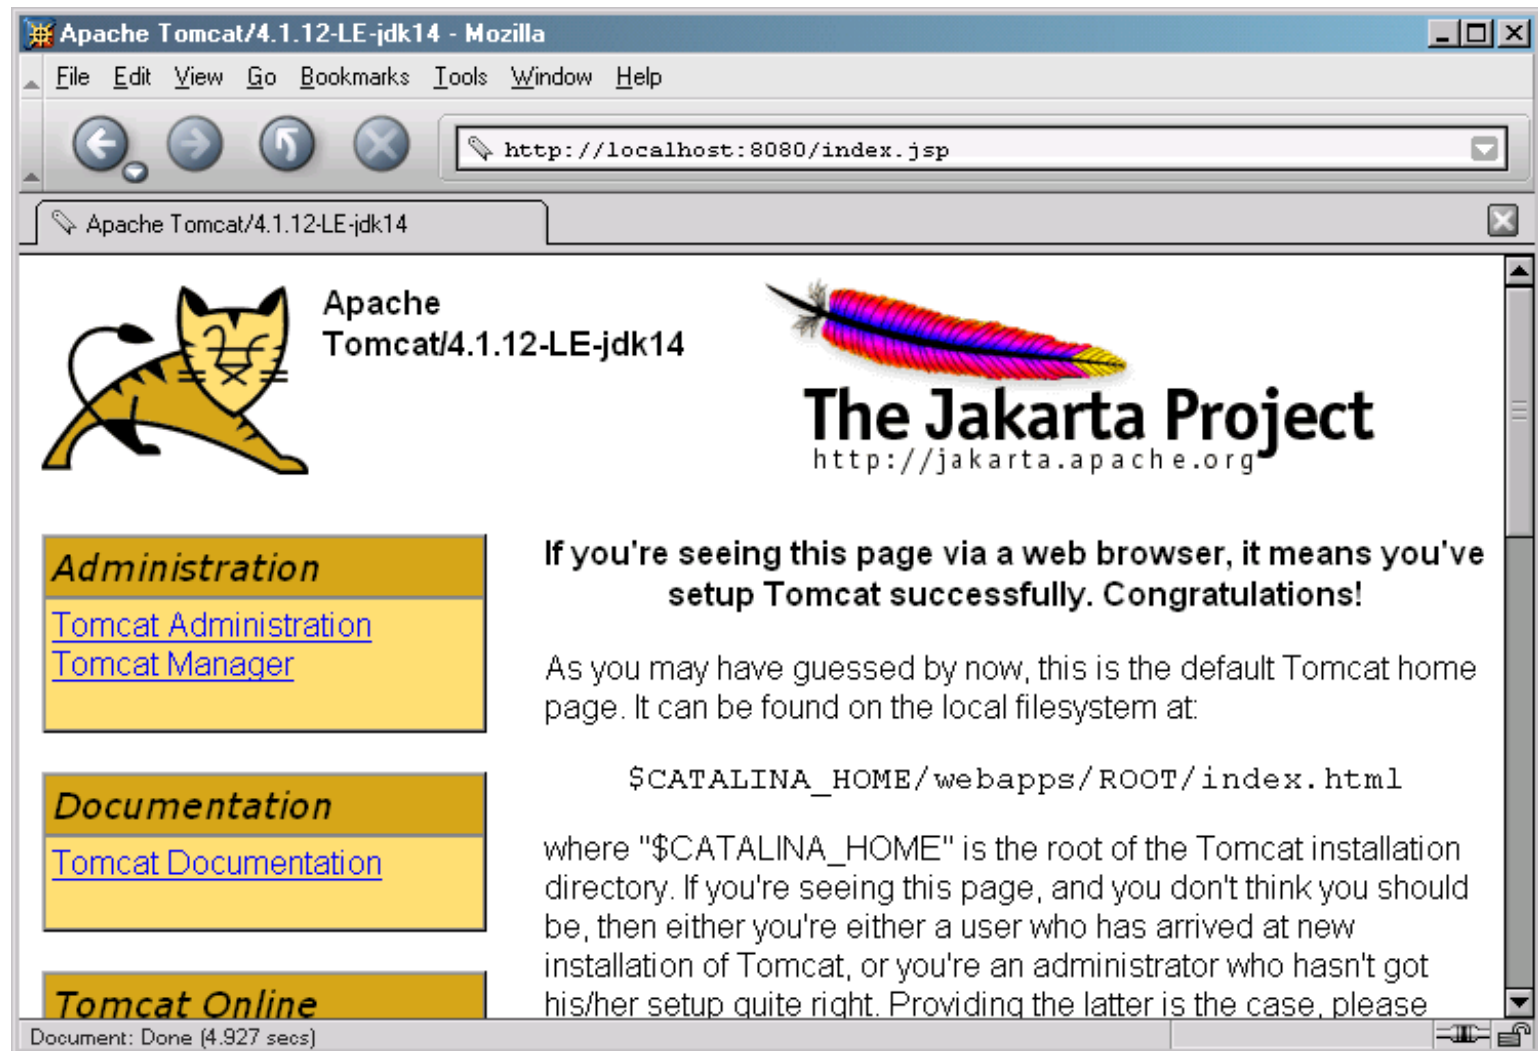 Apache Tomcat/4.1.12-LE-jdk14 - Mozilla
File Edit View Go Bookmarks Tools Window Help
http://localhost:8080/index.jsp
Apache Tomcat/4.1.12-LE-jdk14
Apache
Tomcat/4.1.12-LE-jdk14
The Jakarta Project
http://jakarta.apache.org
Administration
Tomcat Administration
Tomcat Manager
Documentation
Tomcat Documentation
Tomcat Online
If you're seeing this page via a web browser, it means you've
setup Tomcat successfully. Congratulations!
As you may have guessed by now, this is the default Tomcat home
page. It can be found on the local filesystem at:
$CATALINA_HOME/webapps/ROOT/index.html
where "$CATALINA_HOME" is the root of the Tomcat installation
directory. If you're seeing this page, and you don't think you should
be, then either you're either a user who has arrived at new
installation of Tomcat, or you're an administrator who hasn't got
his/her setup quite right. Providing the latter is the case, please
Document: Done (4.927 secs)